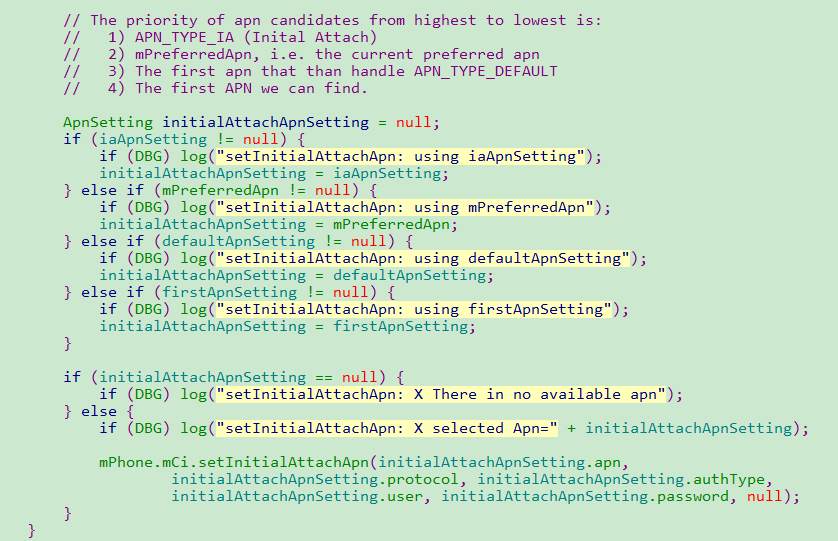 // The priority of apn candidates from highest to lowest is:
//   1) APN_TYPE_IA (Inital Attach)
//   2) mPreferredApn, i.e. the current preferred apn
//   3) The first apn that than handle APN_TYPE_DEFAULT
//   4) The first APN we can find.
ApnSetting initialAttachApnSetting = null;
if (iaApnSetting != null) {
if (DBG) log("setInitialAttachApn: using iaApnSetting");
initialAttachApnSetting = iaApnSetting;
} else if (mPreferredApn != null) {
if (DBG) log("setInitialAttachApn: using mPreferredApn");
initialAttachApnSetting = mPreferredApn;
} else if (defaultApnSetting != null) {
if (DBG) log("setInitialAttachApn: using defaultApnSetting");
initialAttachApnSetting = defaultApnSetting;
} else if (firstApnSetting != null) {
if (DBG) log("setInitialAttachApn: using firstApnSetting");
initialAttachApnSetting = firstApnSetting;
}
if (initialAttachApnSetting == null) {
if (DBG) log("setInitialAttachApn: X There in no available apn");
} else {
if (DBG) log("setInitialAttachApn: X selected Apn=" + initialAttachApnSetting);
mPhone.mCi.setInitialAttachApn(initialAttachApnSetting.apn,
initialAttachApnSetting.protocol, initialAttachApnSetting.authType,
initialAttachApnSetting.user, initialAttachApnSetting.password, null);
}
}